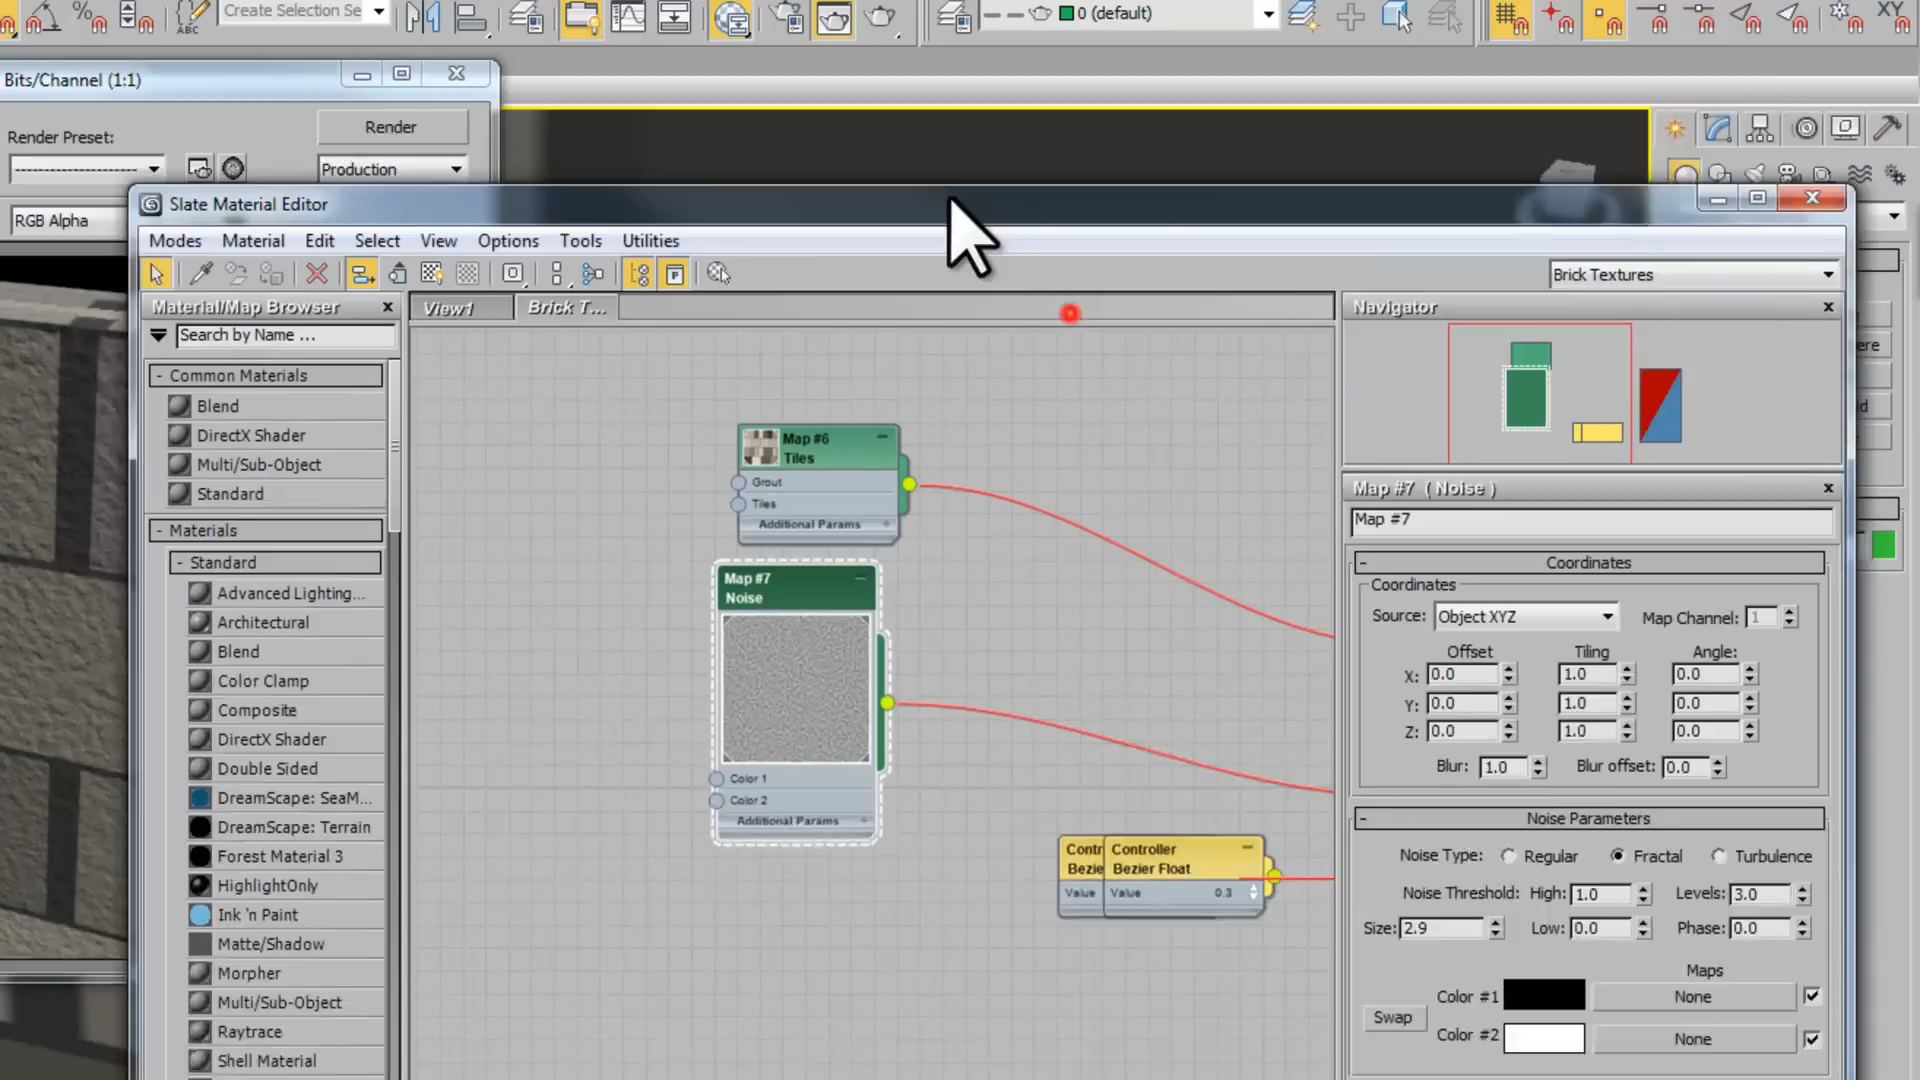 Create Selection Se
ABC
0 (default)
XY
Bits/Channel (1:1)
Render Preset:
Render
Production
RGB Alpha
Slate Material Editor
Modes Material Edit Select View Options Tools Utilities
Brick Textures
Material/Map Browser
View1 Brick T...
Navigator
Search by Name ...
- Common Materials
Blend
DirectX Shader
Multi/Sub-Object
Standard
- Materials
- Standard
Advanced Lighting...
Architectural
Blend
Color Clamp
Composite
DirectX Shader
Double Sided
DreamScape: SeaM...
DreamScape: Terrain
Forest Material 3
HighlightOnly
Ink 'n Paint
Matte/Shadow
Morpher
Multi/Sub-Object
Raytrace
Shell Material
Map #6
Tiles
Grout
Tiles
Additional Params +
Map #7
Noise
Color 1
Color 2
Additional Params +
Contr
Bezie
Value
Controller
Bezier Float
Value 0.3
Map #7 ( Noise )
Map #7
- Coordinates
Coordinates
Source: Object XYZ Map Channel: 1
Offset Tiling Angle:
X: 0.0 1.0 0.0
Y: 0.0 1.0 0.0
Z: 0.0 1.0 0.0
Blur: 1.0 Blur offset: 0.0
- Noise Parameters
Noise Type: Regular Fractal Turbulence
Noise Threshold: High: 1.0 Levels: 3.0
Size: 2.9 Low: 0.0 Phase: 0.0
Maps
Color #1 None
Swap
Color #2 None
ere
d